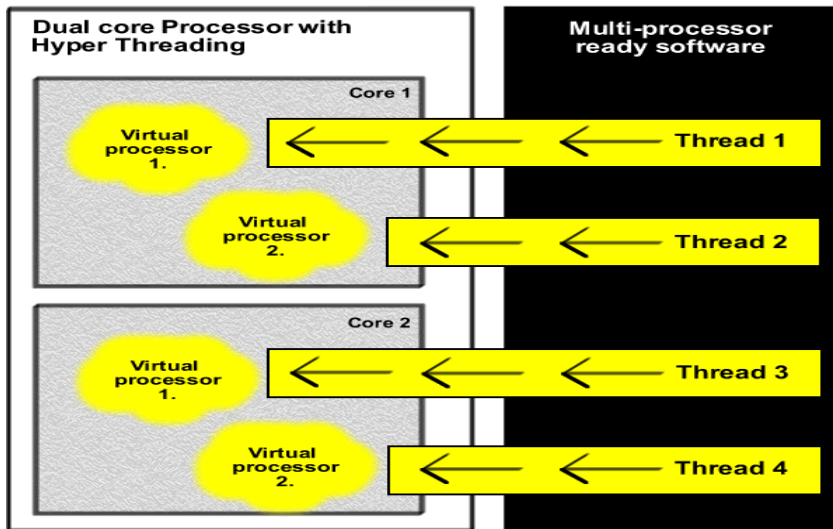 Dual core Processor with
Hyper Threading
Multi-processor
ready software
Core 1
Virtual
processor
1.
Thread 1
Virtual
processor
2.
Thread 2
Core 2
Virtual
processor
1.
Thread 3
Virtual
processor
2.
Thread 4